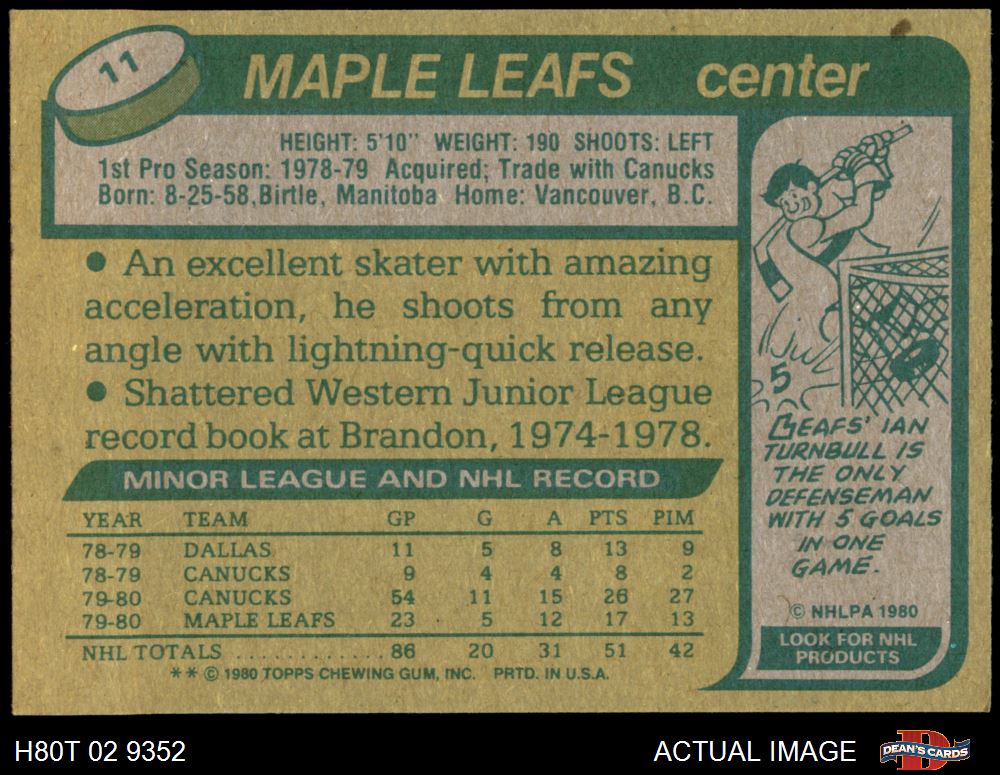 11
MAPLE LEAFS center
HEIGHT: 5'10" WEIGHT: 190 SHOOTS: LEFT
1st Pro Season: 1978-79 Acquired; Trade with Canucks
Born: 8-25-58, Birtle, Manitoba Home: Vancouver, B.C.
• An excellent skater with amazing
acceleration, he shoots from any
angle with lightning-quick release.
• Shattered Western Junior League
record book at Brandon, 1974-1978.
MINOR LEAGUE AND NHL RECORD
YEAR TEAM GP G A PTS PIM
78-79 DALLAS 11 5 8 13 9
78-79 CANUCKS 9 4 4 8 2
79-80 CANUCKS 54 11 15 26 27
79-80 MAPLE LEAFS 23 5 12 17 13
NHL TOTALS ............ 86 20 31 51 42
** © 1980 TOPPS CHEWING GUM, INC. PRTD. IN U.S.A.
5
LEAFS' IAN
TURNBULL IS
THE ONLY
DEFENSEMAN
WITH 5 GOALS
IN ONE
GAME.
© NHLPA 1980
LOOK FOR NHL
PRODUCTS
H80T 02 9352
ACTUAL IMAGE
D
DEAN'S CARDS